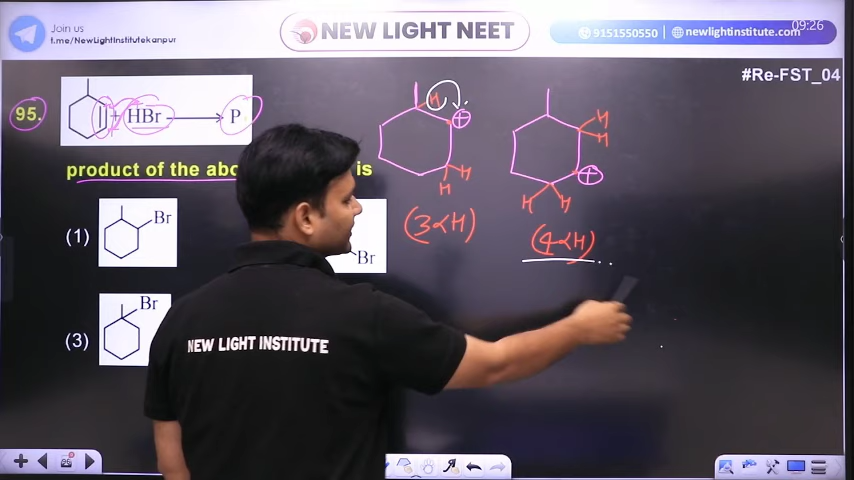 Join us
t.me/NewLightInstitutekanpur
NEW LIGHT NEET
9151550550 | newlightinstitute.com/
09:26
#Re-FST_04
95.
+ HBr → P
product of the abo
is
(1)
Br
Br
(3)
Br
H
+
H
H
(3αH)
H
H
+
H
H
(4αH)
NEW LIGHT INSTITUTE